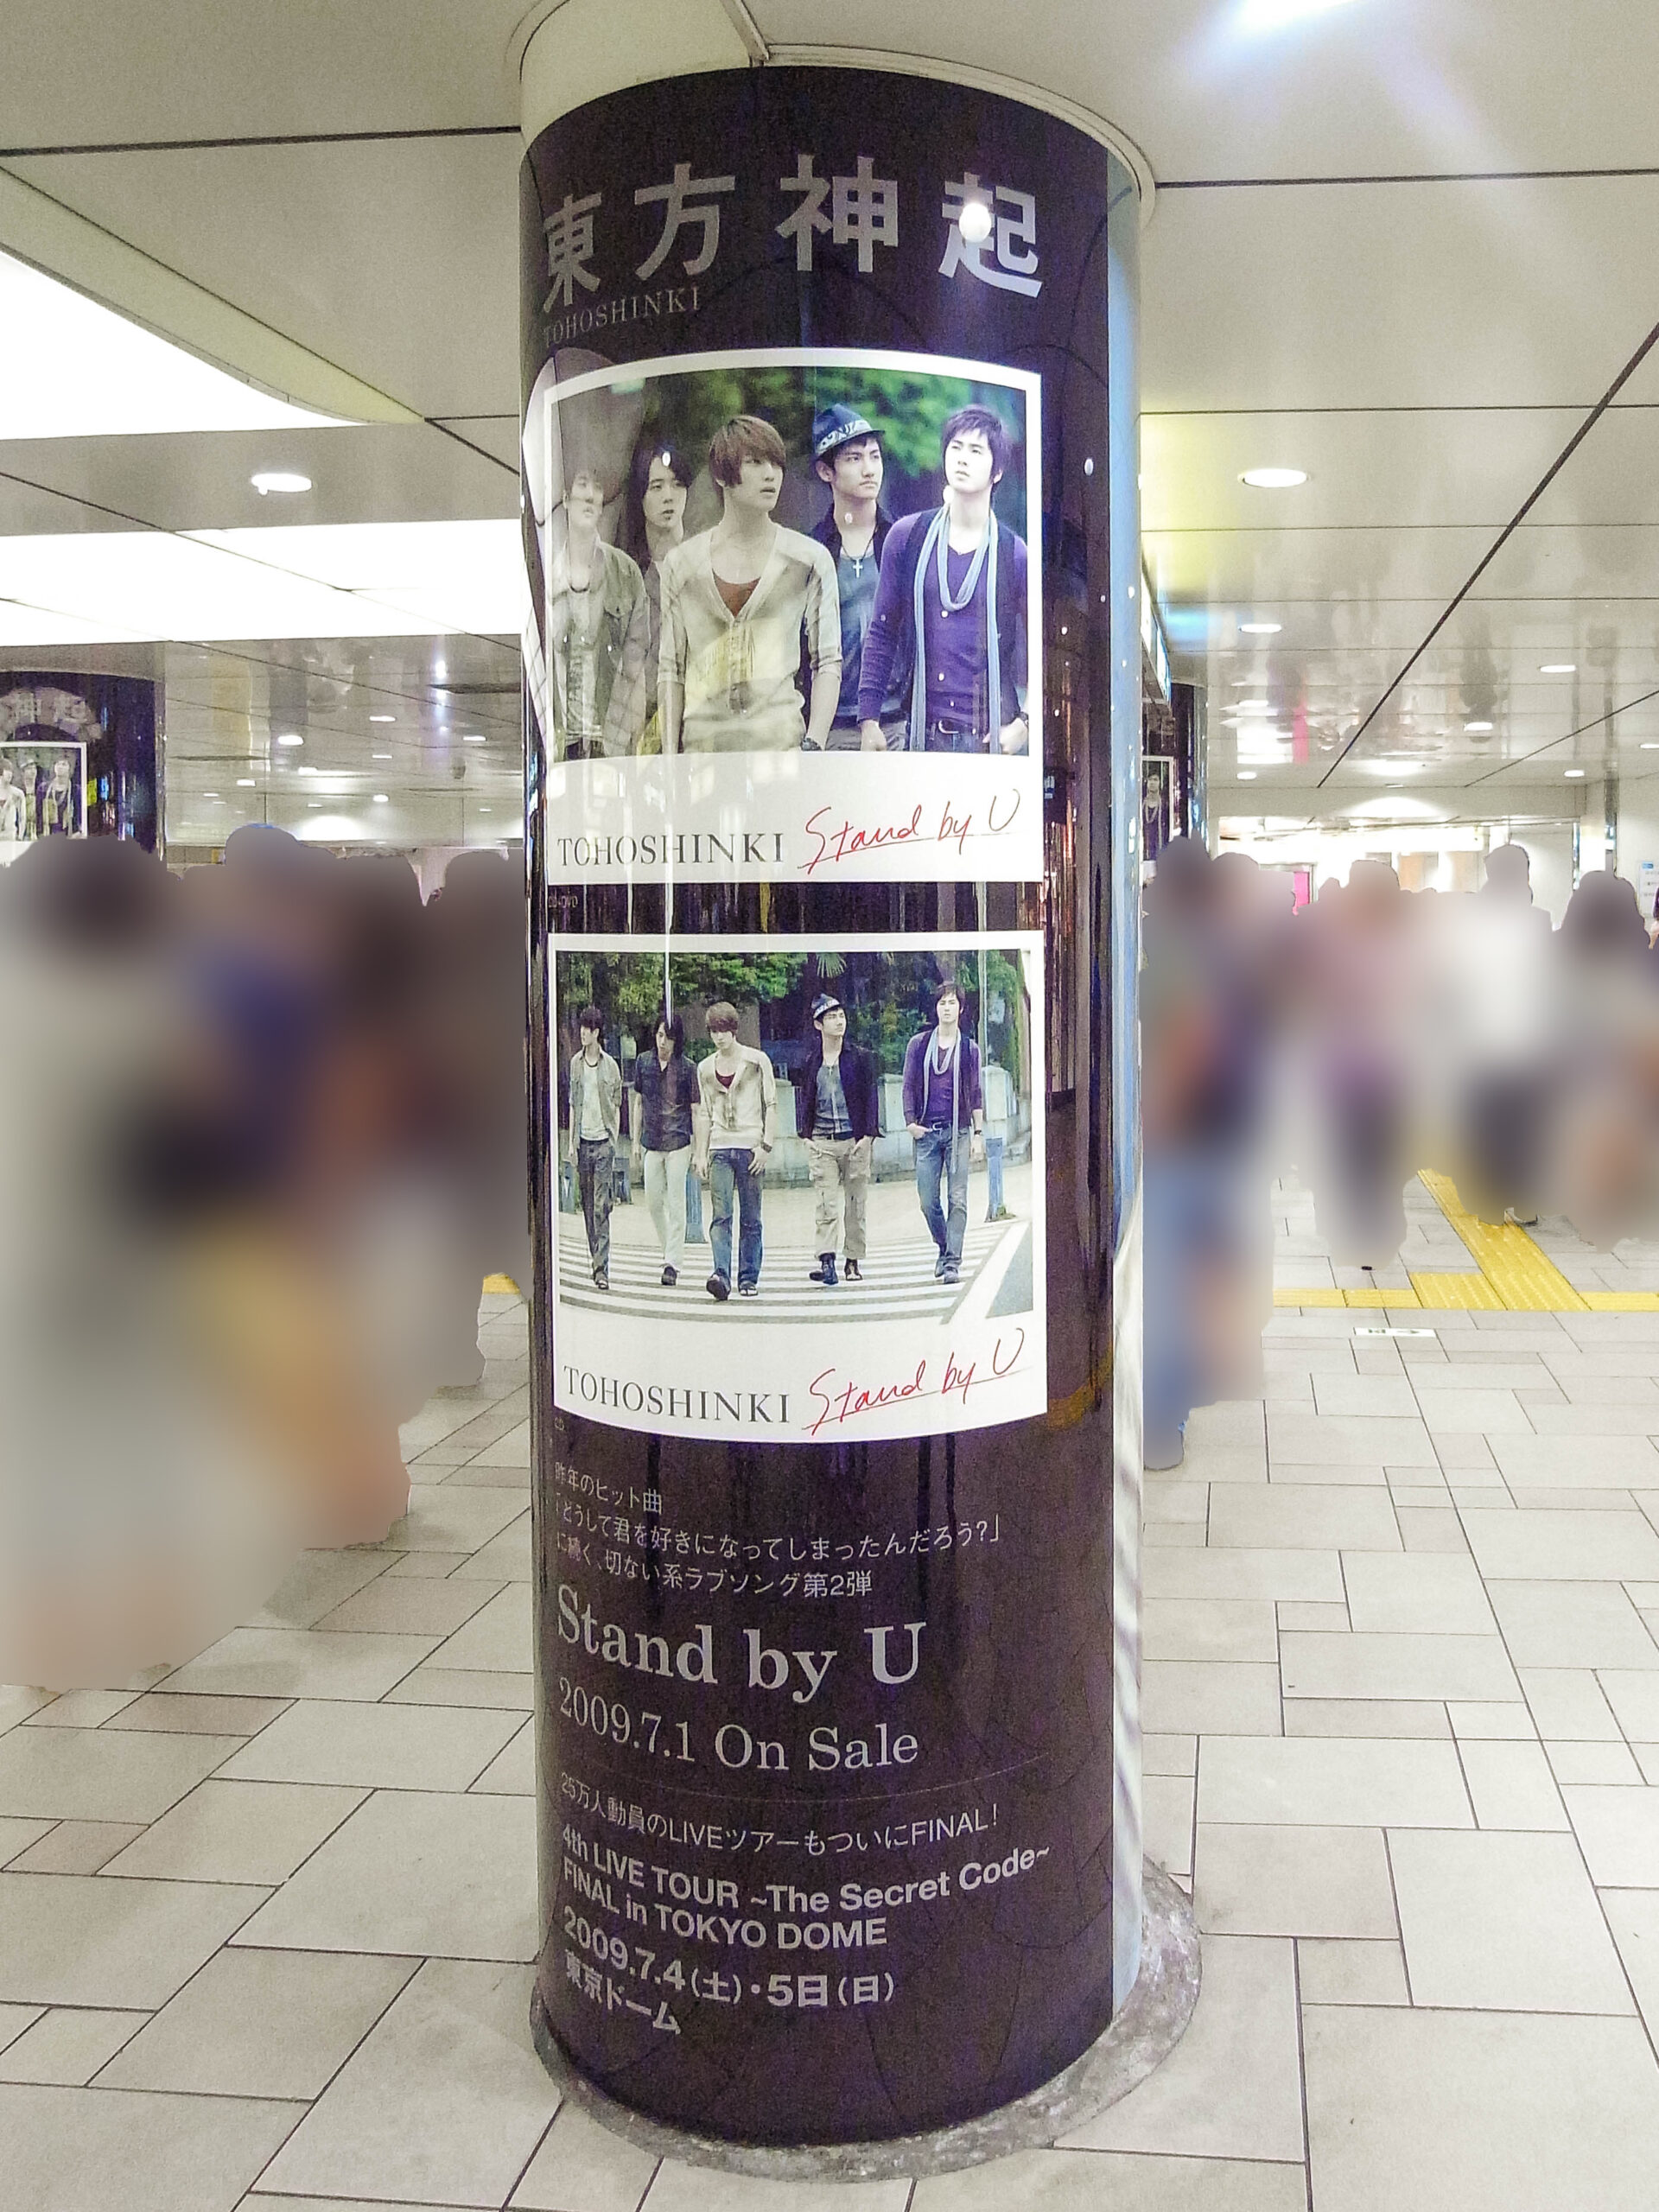 東方神起
TOHOSHINKI
TOHOSHINKI Stand by U
CD+DVD
TOHOSHINKI Stand by U
CD
昨年のヒット曲
「どうして君を好きになってしまったんだろう?」
に続く、切ない系ラブソング第2弾
Stand by U
2009.7.1 On Sale
25万人動員のLIVEツアーもついにFINAL!
4th LIVE TOUR ~The Secret Code~
FINAL in TOKYO DOME
2009.7.4(土)・5日(日)
東京ドーム